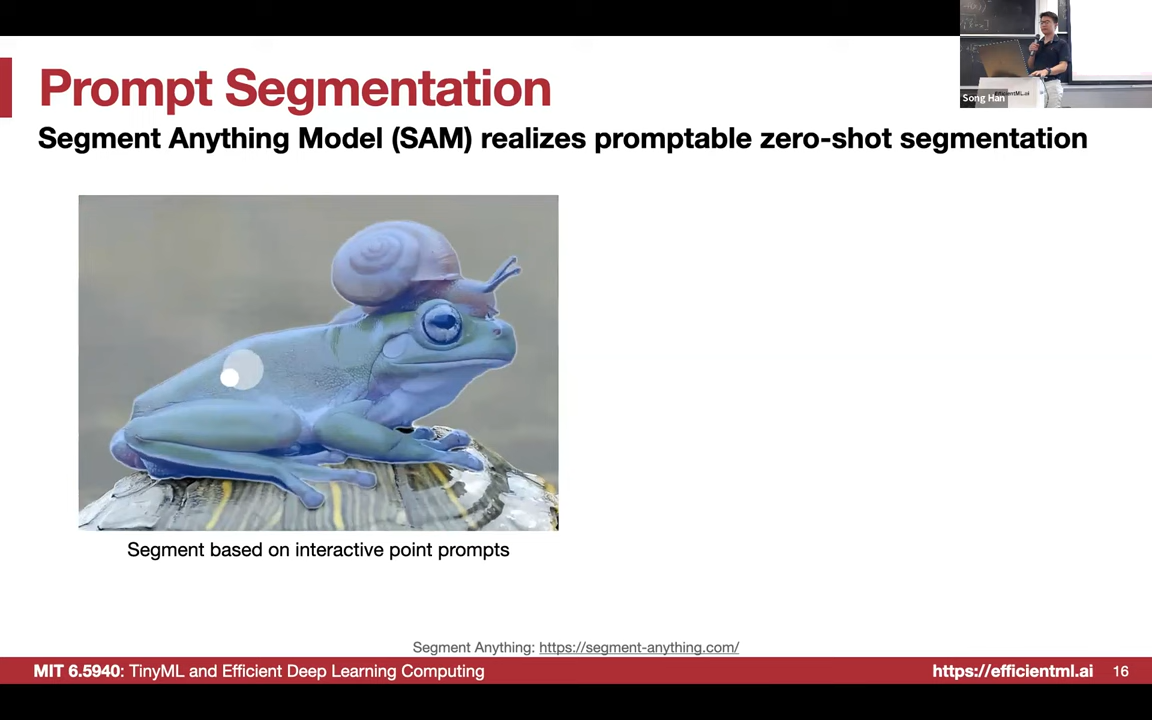 Prompt Segmentation
Segment Anything Model (SAM) realizes promptable zero-shot segmentation
EfficientML.ai
Song Han
Segment based on interactive point prompts
Segment Anything: https://segment-anything.com/
MIT 6.5940: TinyML and Efficient Deep Learning Computing
https://efficientml.ai
16